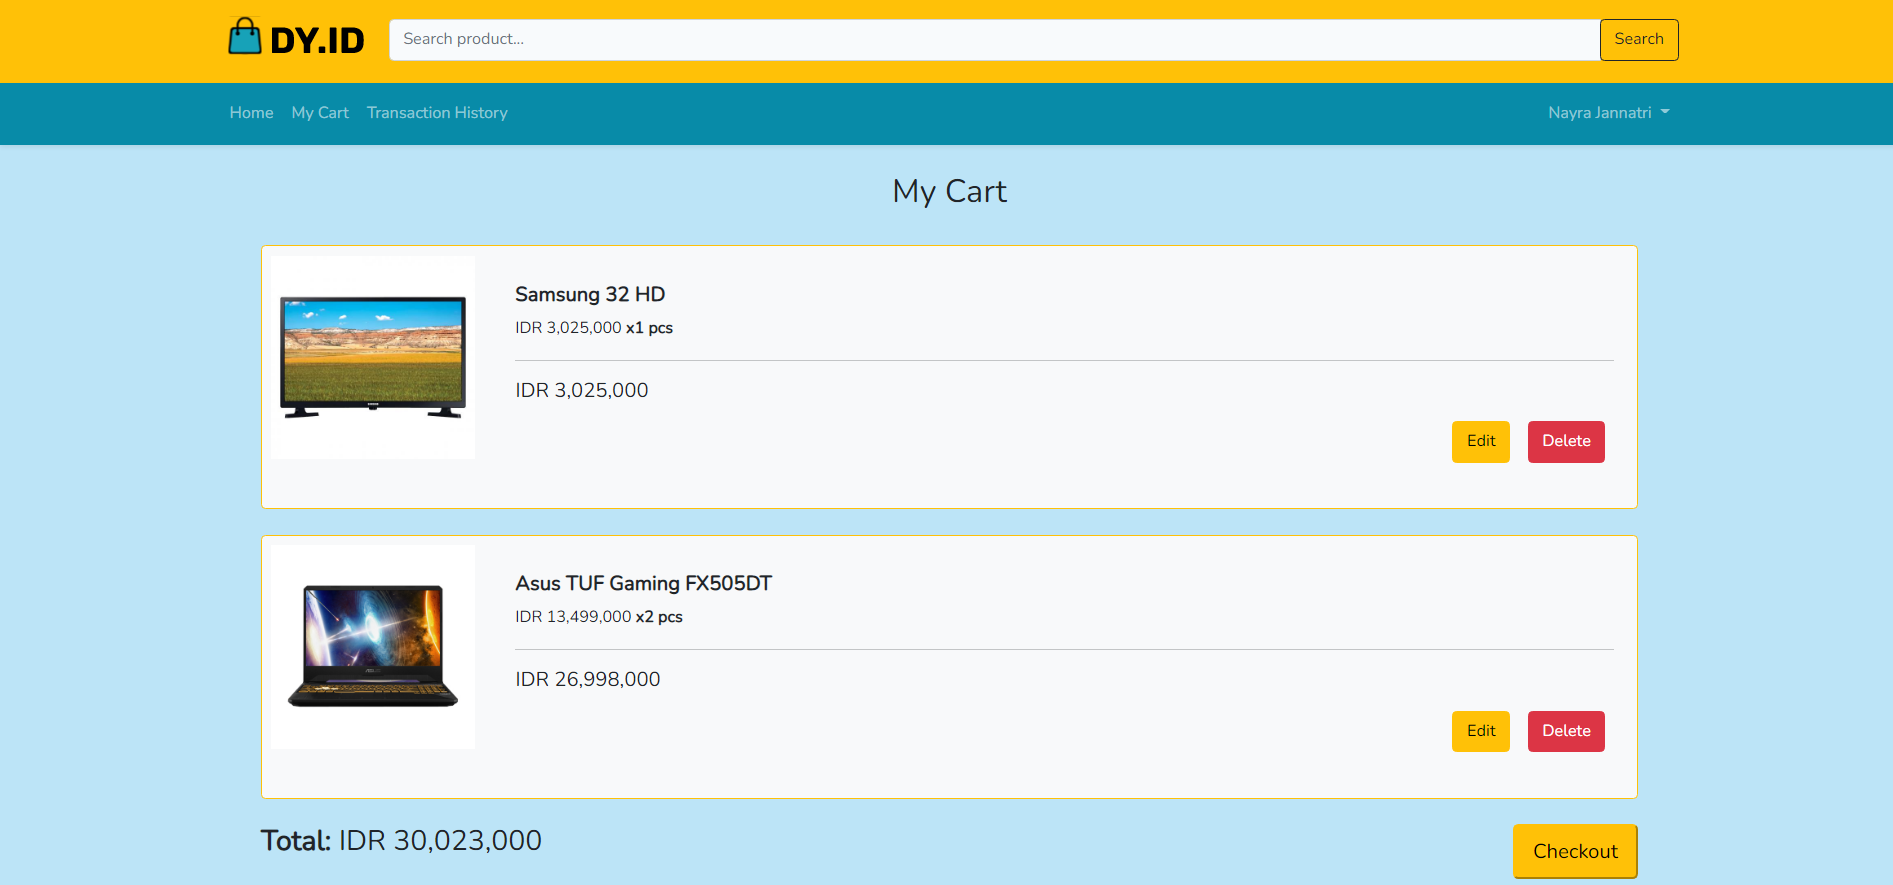 DY.ID
Search product...
Search
Home My Cart Transaction History
Nayra Jannatri
My Cart
Samsung 32 HD
IDR 3,025,000 x1 pcs
IDR 3,025,000
Edit Delete
Asus TUF Gaming FX505DT
IDR 13,499,000 x2 pcs
IDR 26,998,000
Edit Delete
Total: IDR 30,023,000
Checkout